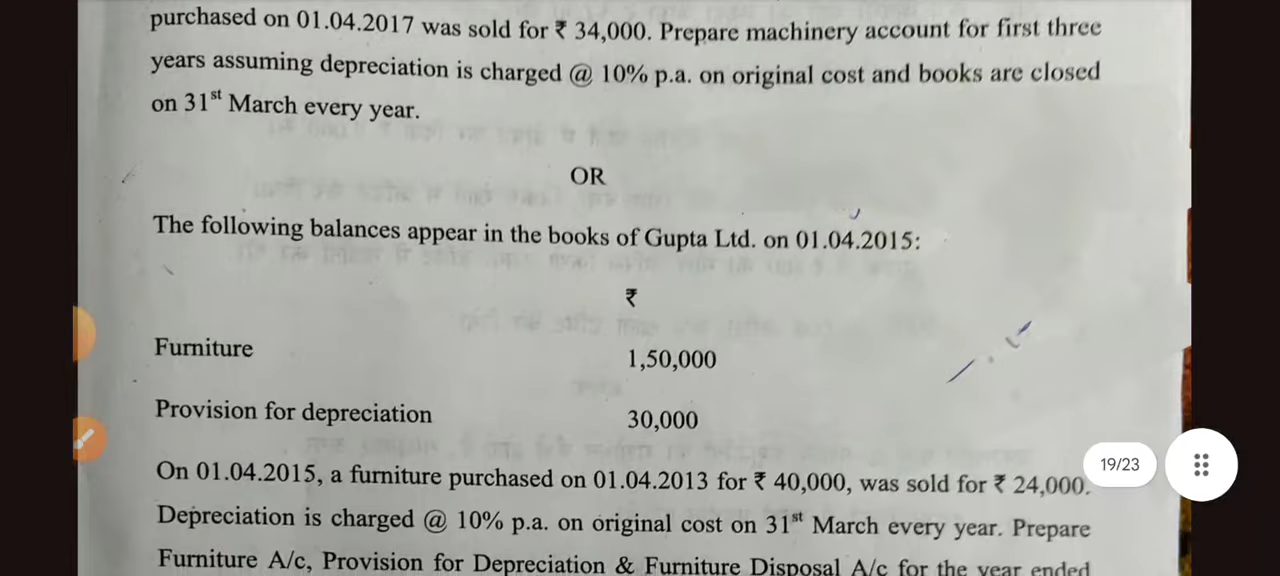 purchased on 01.04.2017 was sold for ₹ 34,000. Prepare machinery account for first three
years assuming depreciation is charged @ 10% p.a. on original cost and books are closed
on 31st March every year.
OR
The following balances appear in the books of Gupta Ltd. on 01.04.2015:
₹
Furniture 1,50,000
Provision for depreciation 30,000
19/23
On 01.04.2015, a furniture purchased on 01.04.2013 for ₹ 40,000, was sold for ₹ 24,000.
Depreciation is charged @ 10% p.a. on original cost on 31st March every year. Prepare
Furniture A/c, Provision for Depreciation & Furniture Disposal A/c for the year ended